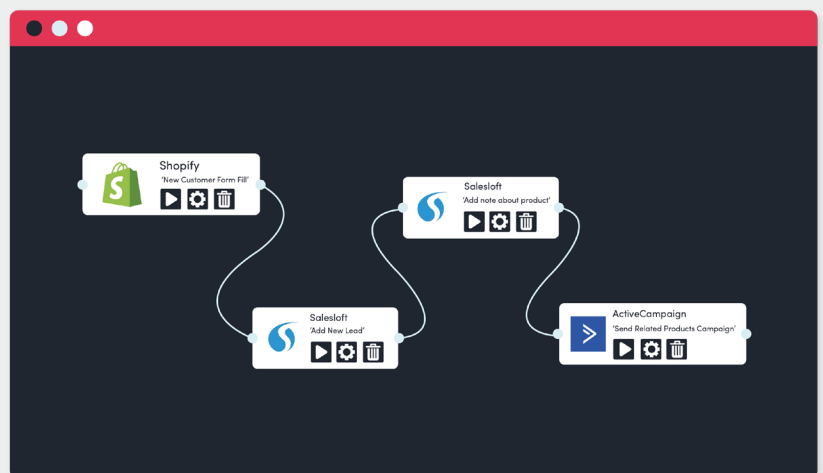 Shopify
'New Customer Form Fill'
Salesloft
'Add note about product'
Salesloft
'Add New Lead'
ActiveCampaign
'Send Related Products Campaign'